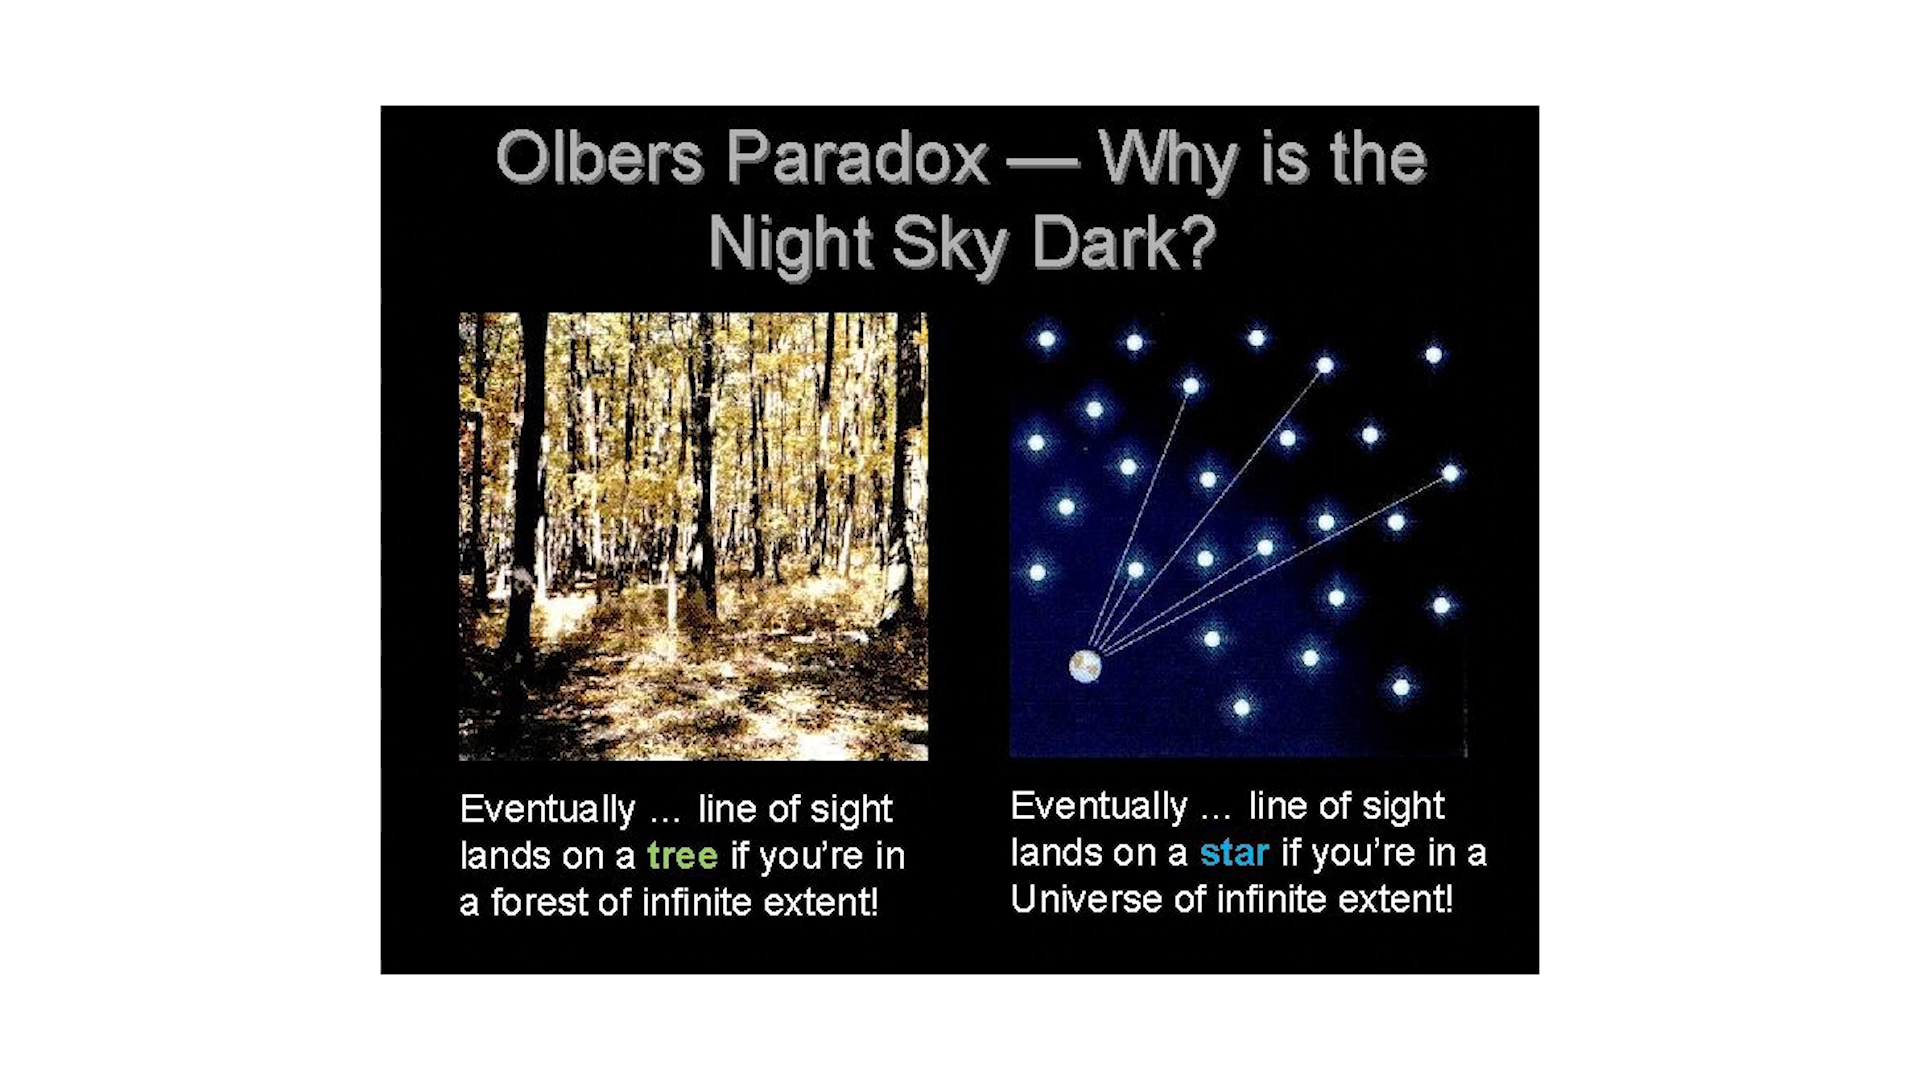 Olbers Paradox — Why is the
Night Sky Dark?
Eventually … line of sight
lands on a tree if you’re in
a forest of infinite extent!
Eventually … line of sight
lands on a star if you’re in a
Universe of infinite extent!